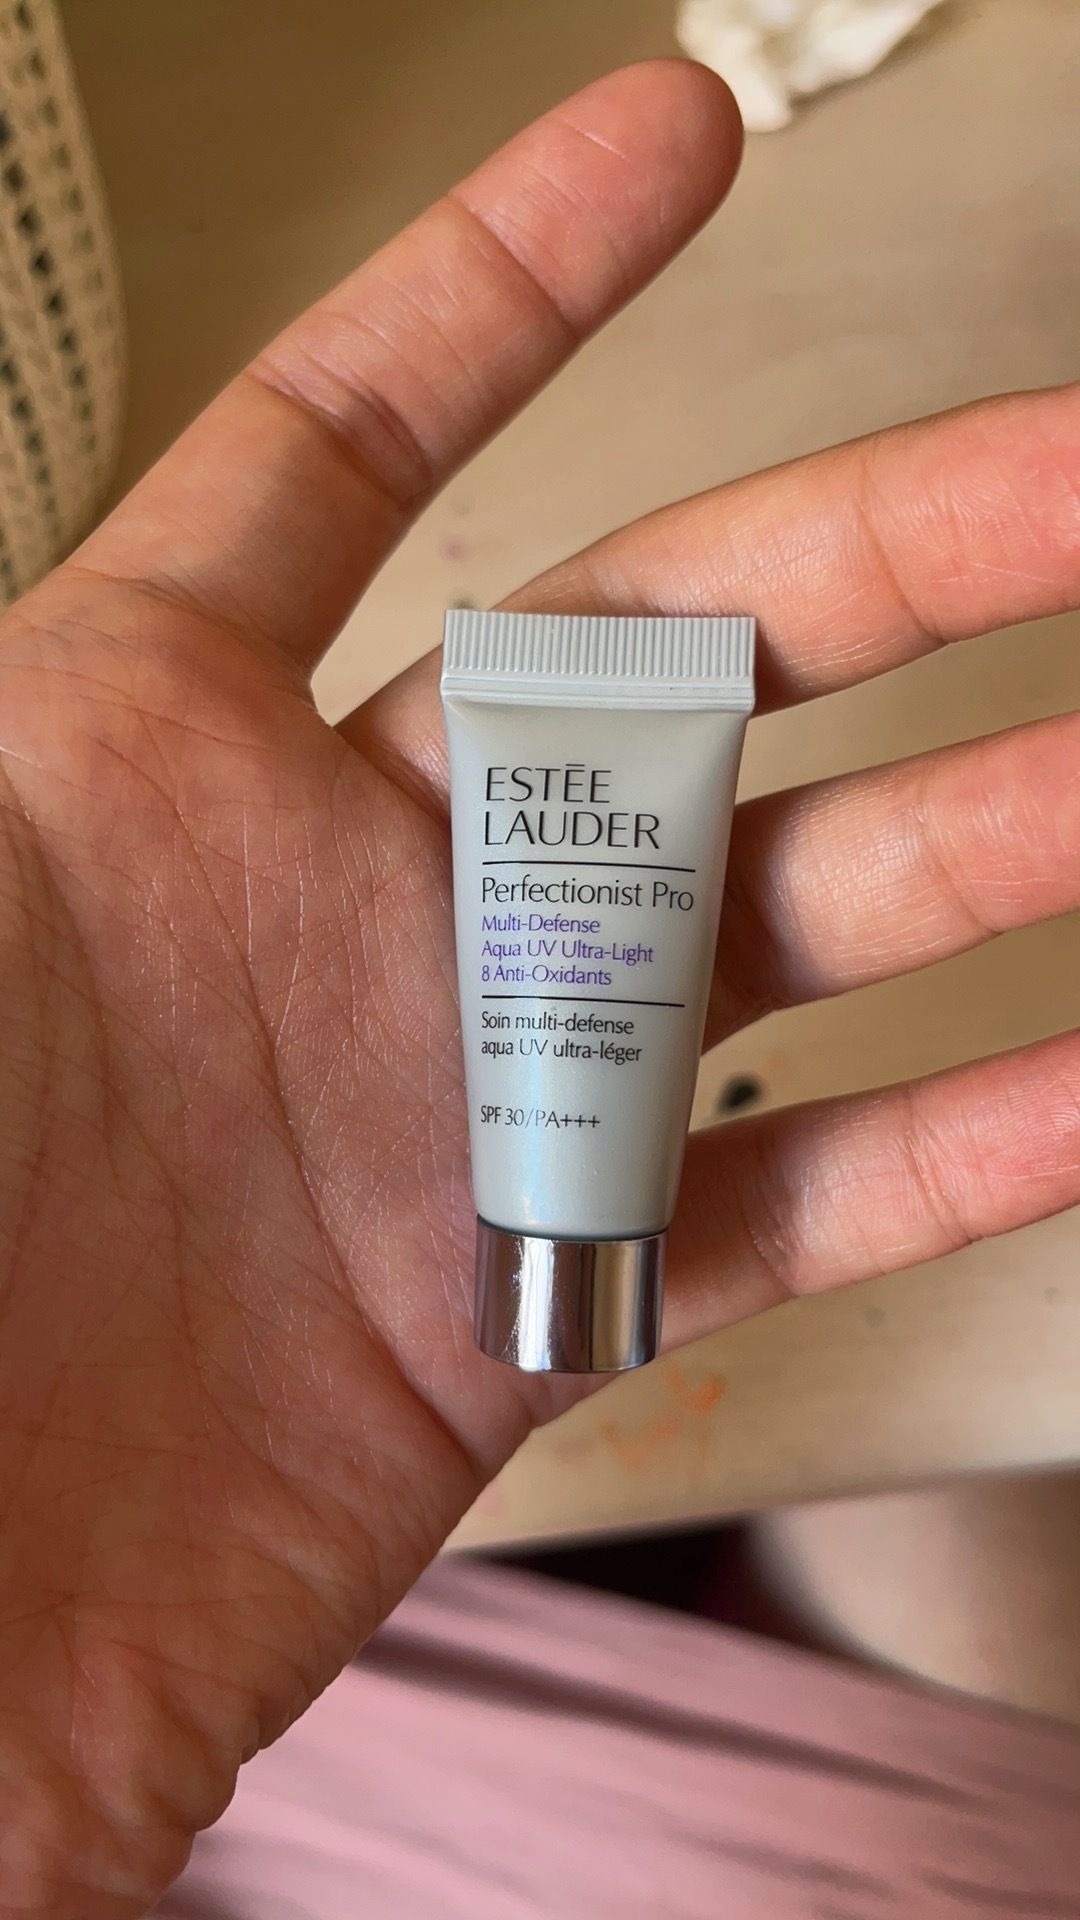 ESTĒE
LAUDER
Perfectionist Pro
Multi-Defense
Aqua UV Ultra-Light
8 Anti-Oxidants
Soin multi-defense
aqua UV ultra-léger
SPF 30/PA+++